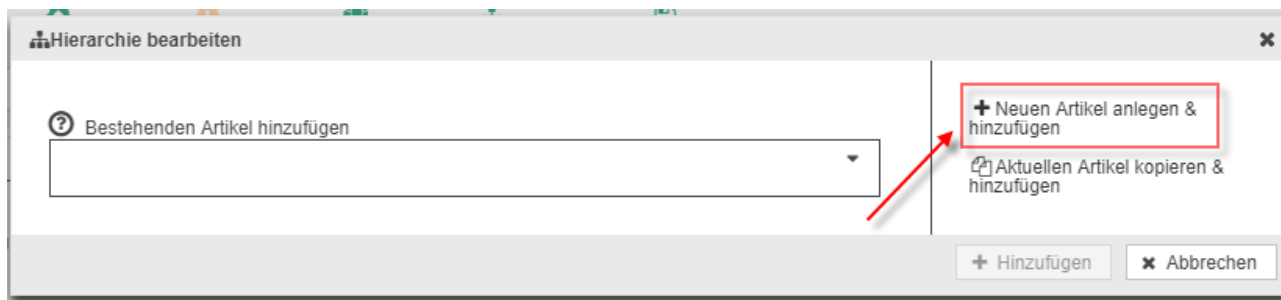 Hierarchie bearbeiten
Bestehenden Artikel hinzufügen
Neuen Artikel anlegen &
hinzufügen
Aktuellen Artikel kopieren &
hinzufügen
Hinzufügen
Abbrechen